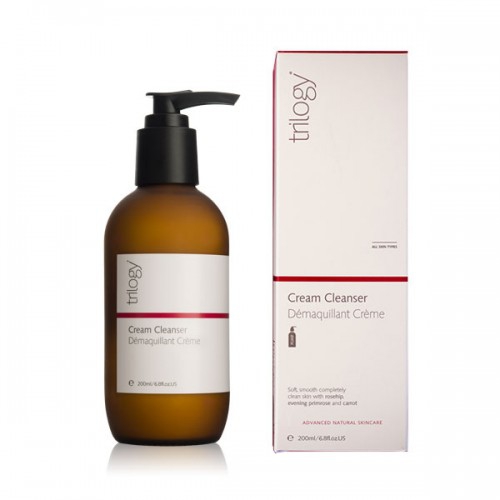 trilogy
Cream Cleanser
Démaquillant Crème
℮ 200ml/6.8fl.oz.US
trilogy®
ALL SKIN TYPES
Cream Cleanser
Démaquillant Crème
Soft, smooth completely
clean skin with rosehip,
evening primrose and carrot
ADVANCED NATURAL SKINCARE
℮ 200ml/6.8fl.oz.US